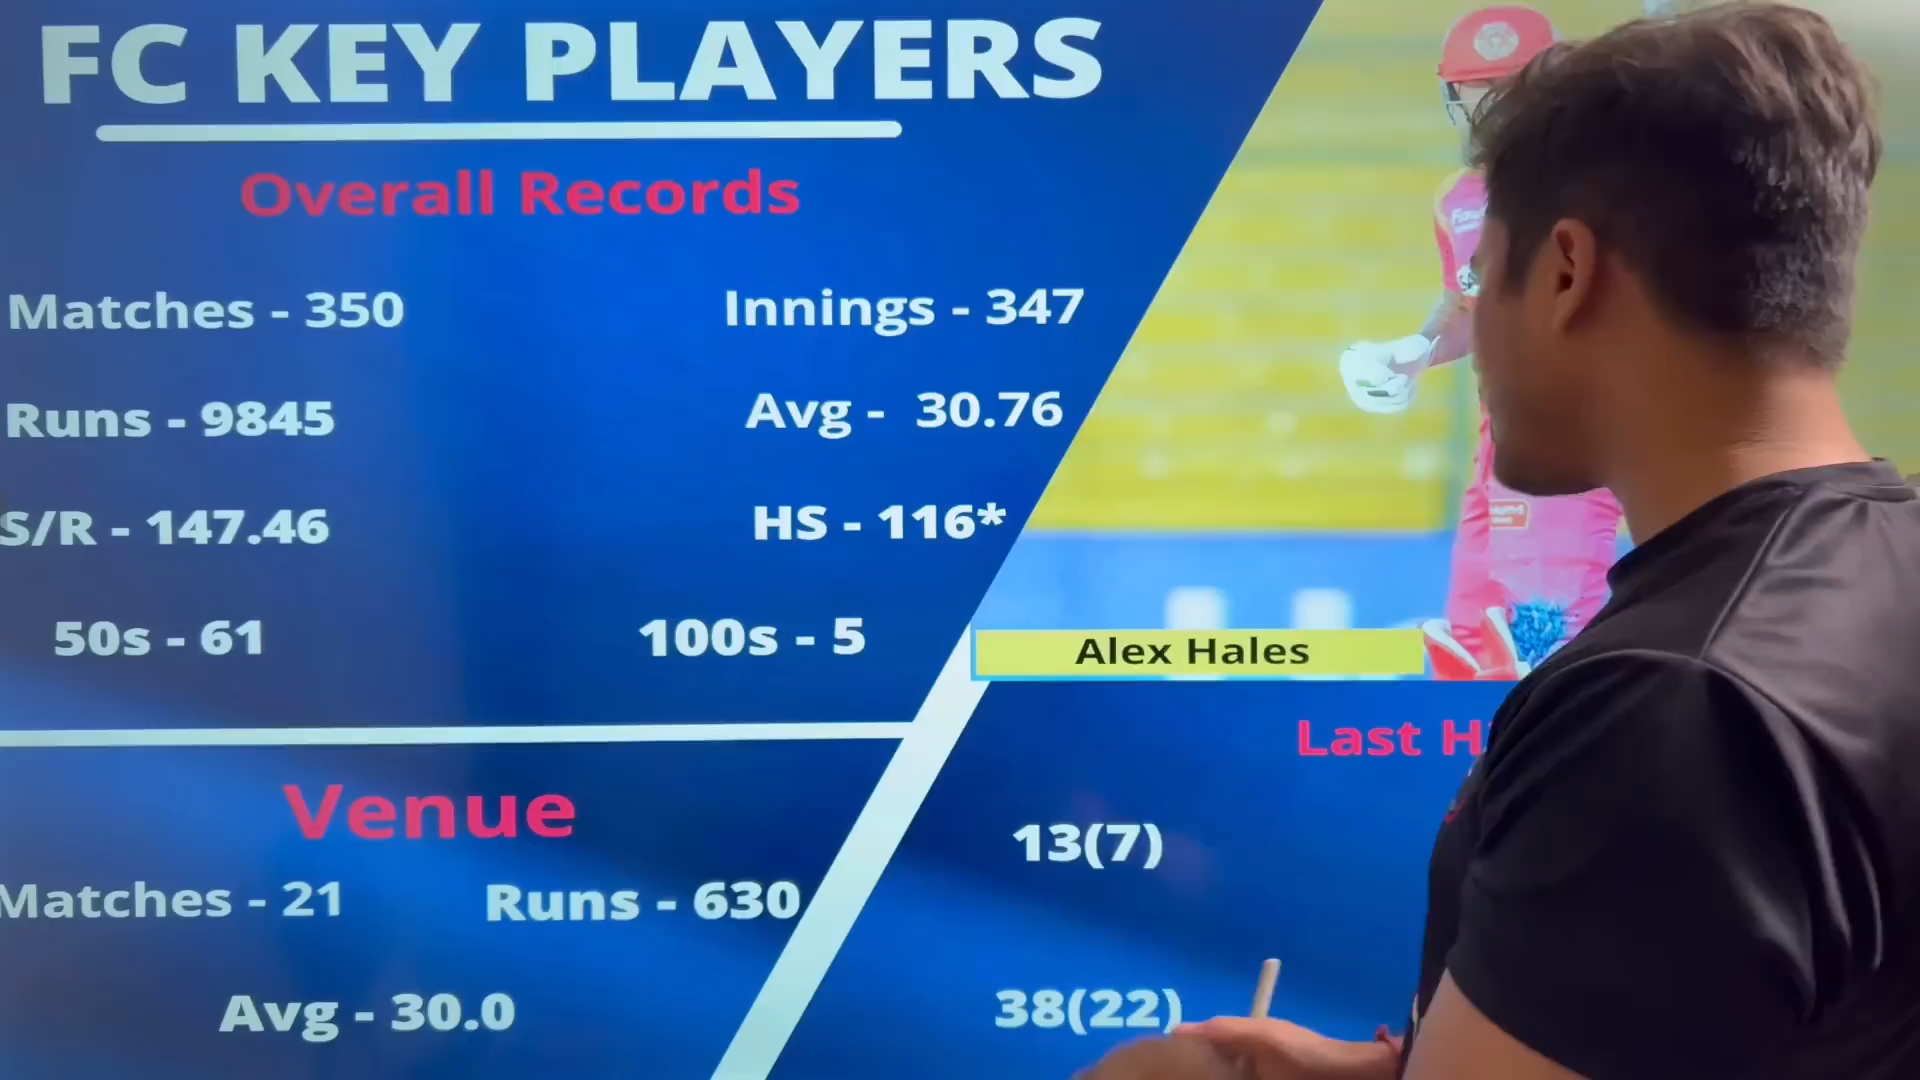 FC KEY PLAYERS
Overall Records
Matches - 350
Innings - 347
Runs - 9845
Avg - 30.76
S/R - 147.46
HS - 116*
50s - 61
100s - 5
Alex Hales
Venue
Matches - 21
Runs - 630
Avg - 30.0
Last
13(7)
38(22)